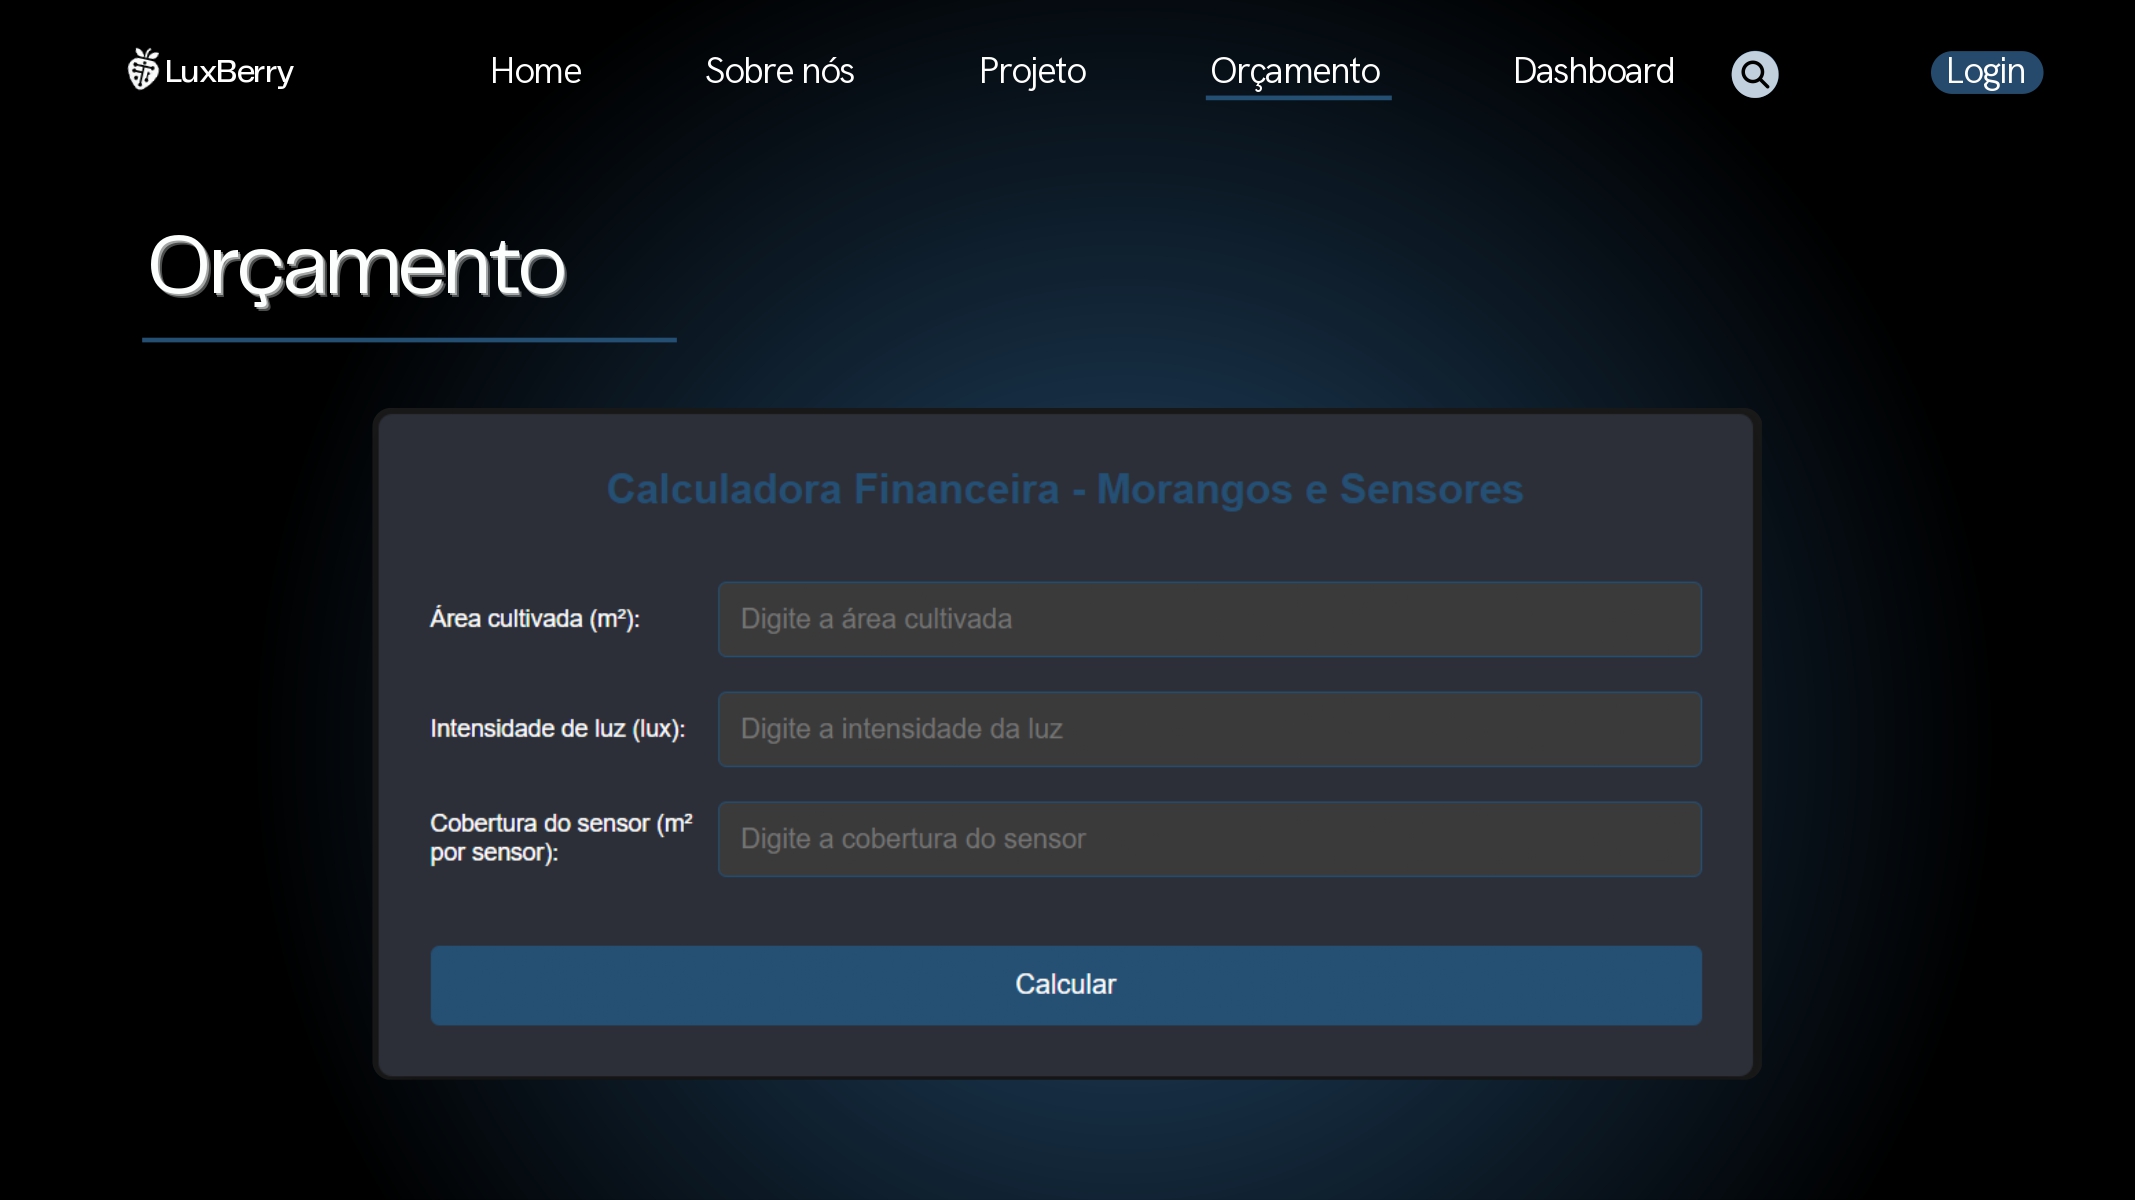 LuxBerry
Home
Sobre nós
Projeto
Orçamento
Dashboard
Login
Orçamento
Calculadora Financeira - Morangos e Sensores
Área cultivada (m²):
Digite a área cultivada
Intensidade de luz (lux):
Digite a intensidade da luz
Cobertura do sensor (m²
por sensor):
Digite a cobertura do sensor
Calcular